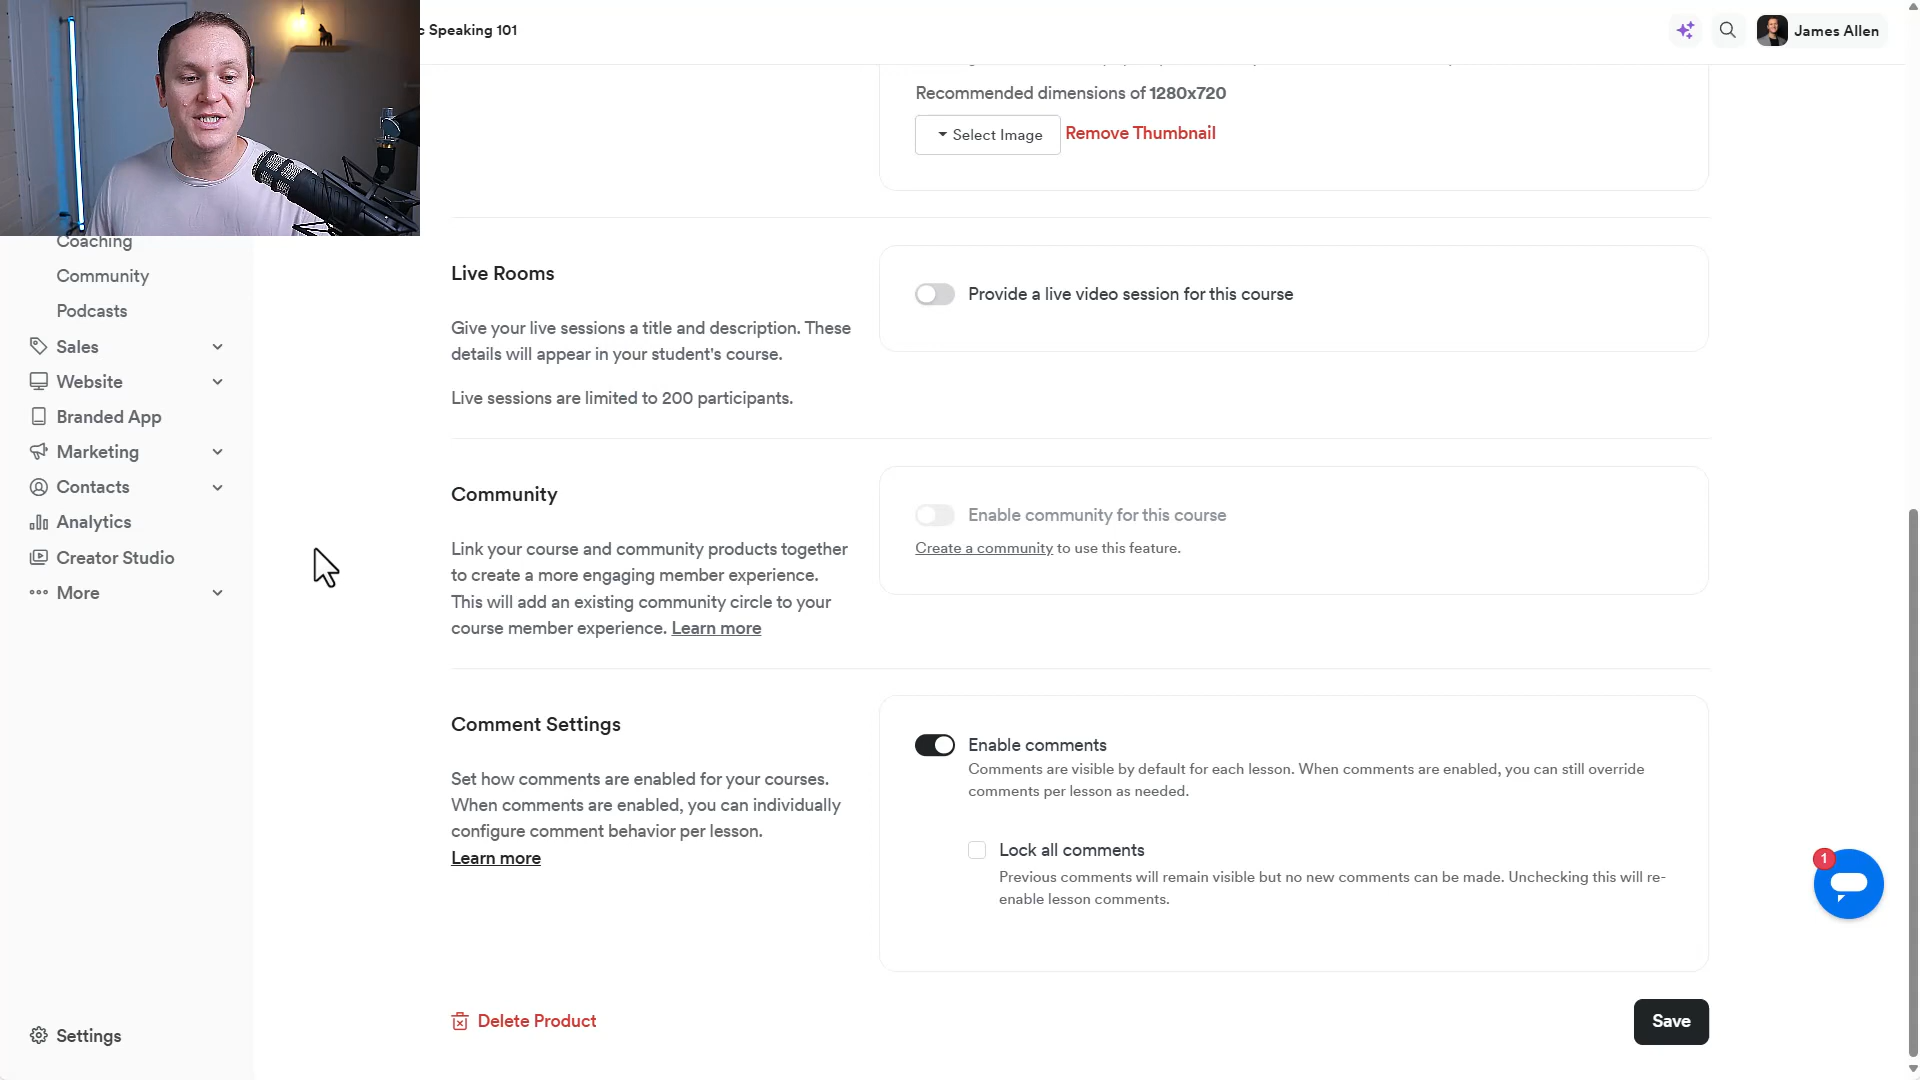 c Speaking 101
James Allen
Recommended dimensions of 1280x720
Select Image
Remove Thumbnail
Coaching
Community
Podcasts
Sales
Website
Branded App
Marketing
Contacts
Analytics
Creator Studio
More
Settings
Live Rooms
Give your live sessions a title and description. These
details will appear in your student's course.
Live sessions are limited to 200 participants.
Provide a live video session for this course
Community
Link your course and community products together
to create a more engaging member experience.
This will add an existing community circle to your
course member experience. Learn more
Enable community for this course
Create a community to use this feature.
Comment Settings
Set how comments are enabled for your courses.
When comments are enabled, you can individually
configure comment behavior per lesson.
Learn more
Enable comments
Comments are visible by default for each lesson. When comments are enabled, you can still override
comments per lesson as needed.
Lock all comments
Previous comments will remain visible but no new comments can be made. Unchecking this will re-
enable lesson comments.
1
Delete Product
Save